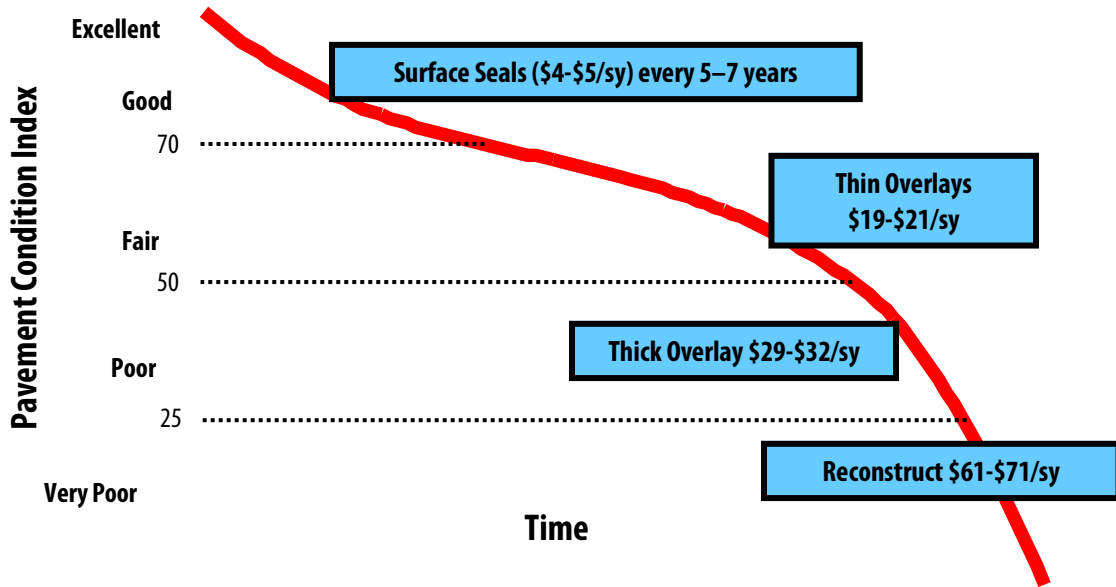 Pavement Condition Index
Excellent
Surface Seals ($4-$5/sy) every 5–7 years
Good
70
Thin Overlays
$19-$21/sy
Fair
50
Thick Overlay $29-$32/sy
Poor
25
Reconstruct $61-$71/sy
Very Poor
Time